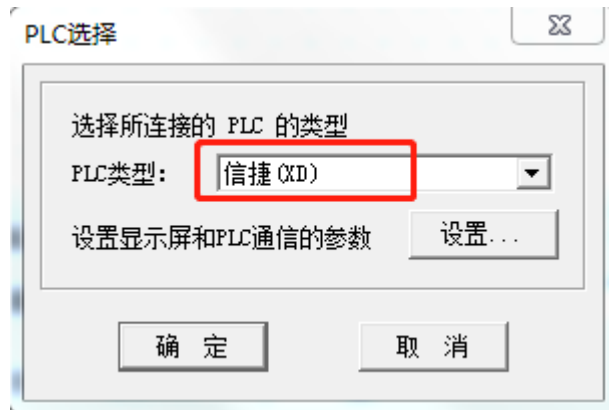 PLC选择
选择所连接的 PLC 的类型
PLC类型: 信捷(XD)
设置显示屏和PLC通信的参数 设置...
确 定 取 消